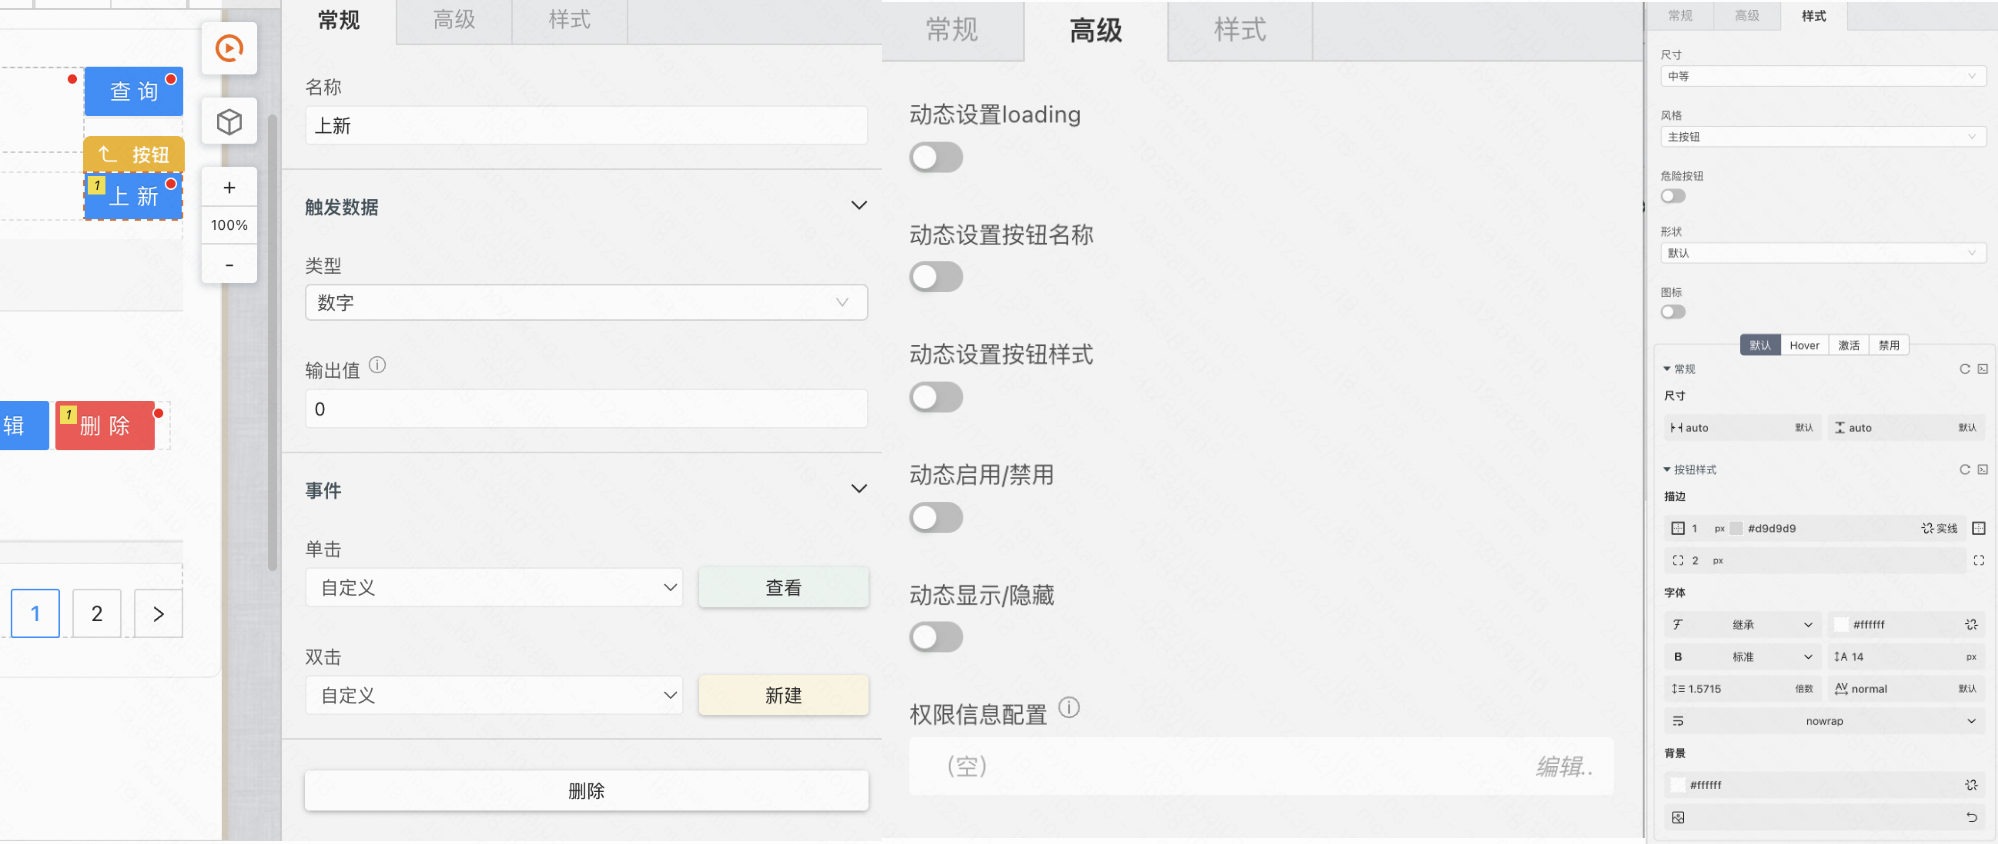 查 询
按钮
1
上 新
+
100%
-
辑
1
删 除
1
2
>
常规
高级
样式
名称
上新
触发数据
类型
数字
输出值
0
事件
单击
自定义
查看
双击
自定义
新建
删除
常规
高级
样式
动态设置loading
动态设置按钮名称
动态设置按钮样式
动态启用/禁用
动态显示/隐藏
权限信息配置
(空)
编辑..
常规
高级
样式
尺寸
中等
风格
主按钮
危险按钮
形状
默认
图标
默认
Hover
激活
禁用
常规
尺寸
auto 默认
auto 默认
按钮样式
描边
1 px #d9d9d9 实线
2 px
字体
继承
#ffffff
B 标准
14 px
1.5715 倍数
normal 默认
nowrap
背景
#ffffff